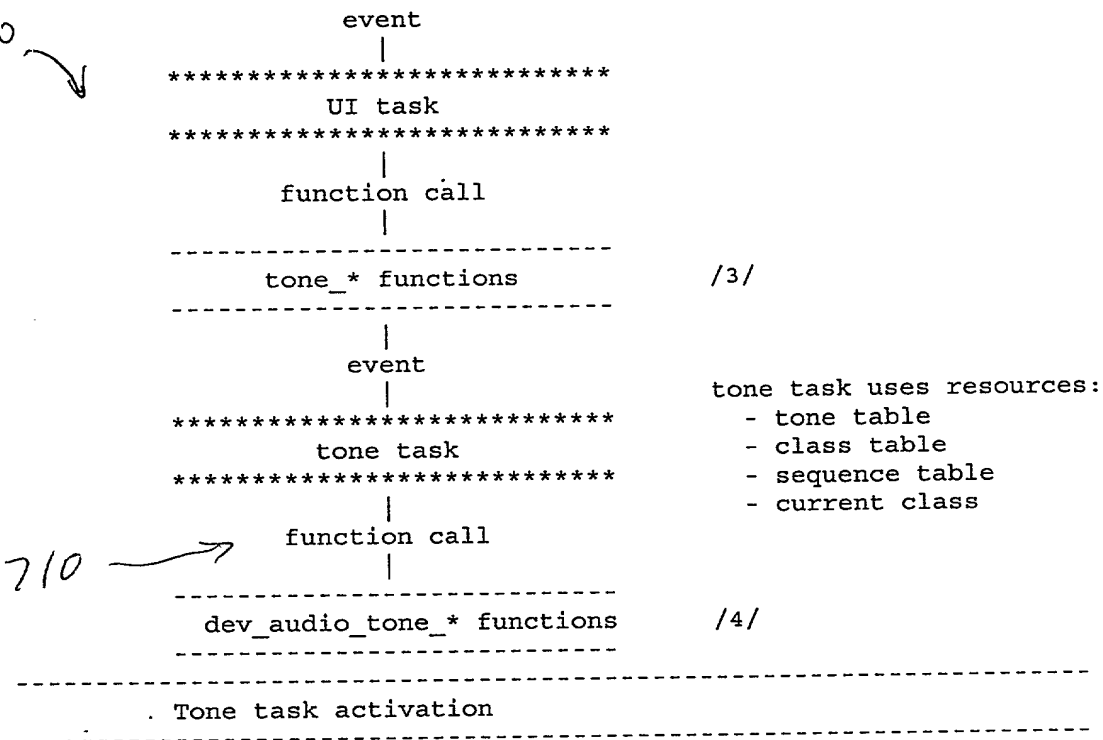 event
|
****************************
UI task
****************************
|
function call
|
----------------------------
tone_* functions /3/
----------------------------
|
event
|
tone task uses resources:
****************************
- tone table
tone task
- class table
****************************
- sequence table
|
- current class
function call
710
|
----------------------------
dev_audio_tone_* functions /4/
----------------------------
--------------------------------------------------------------------
. Tone task activation
--------------------------------------------------------------------